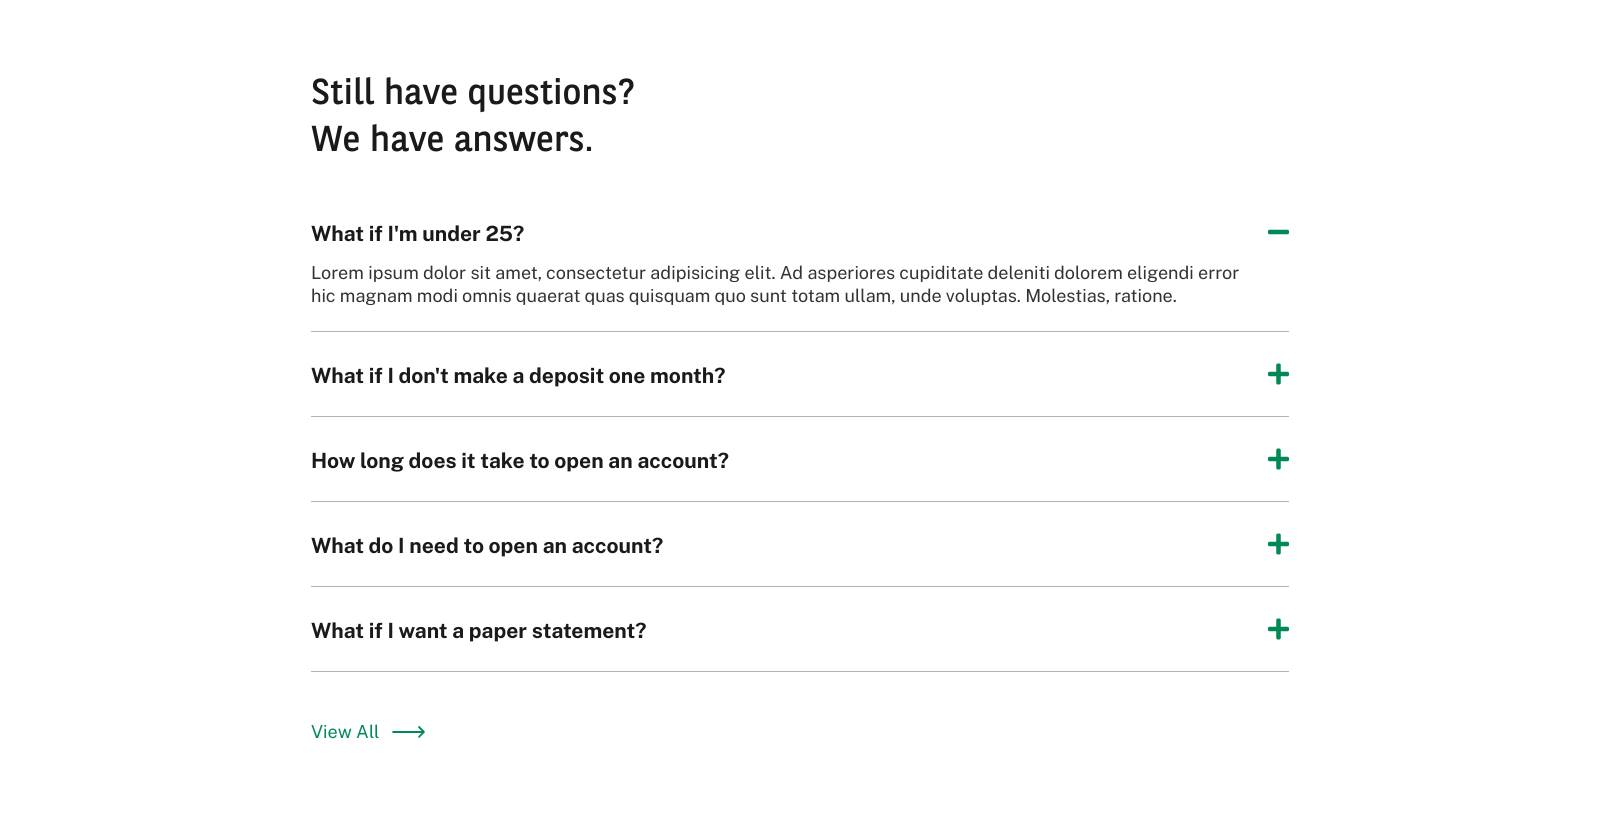 Still have questions?
We have answers.
What if I'm under 25?
Lorem ipsum dolor sit amet, consectetur adipisicing elit. Ad asperiores cupiditate deleniti dolorem eligendi error
hic magnam modi omnis quaerat quas quisquam quo sunt totam ullam, unde voluptas. Molestias, ratione.
What if I don't make a deposit one month?
How long does it take to open an account?
What do I need to open an account?
What if I want a paper statement?
View All